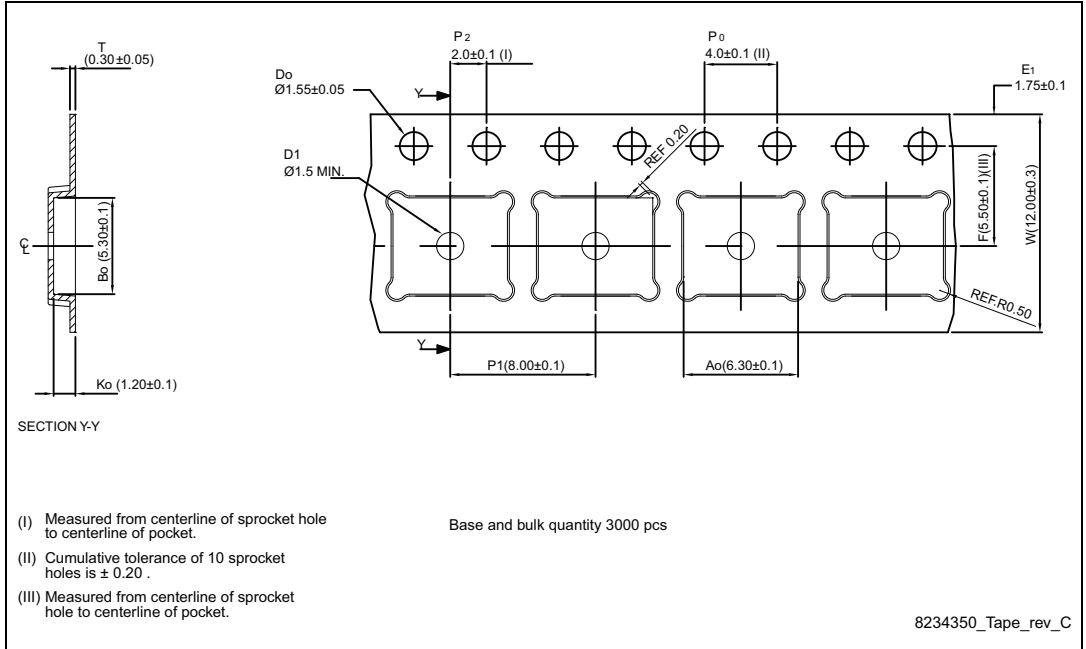 T
(0.30±0.05)
P2
2.0±0.1 (I)
P0
4.0±0.1 (II)
Do
Ø1.55±0.05
E1
1.75±0.1
Y
D1
Ø1.5 MIN.
REF 0.20
F(5.50±0.1)(III)
W(12.00±0.3)
Bo (5.30±0.1)
℄
REF.R0.50
Y
P1(8.00±0.1)
Ao(6.30±0.1)
Ko (1.20±0.1)
SECTION Y-Y
(I) Measured from centerline of sprocket hole
to centerline of pocket.
Base and bulk quantity 3000 pcs
(II) Cumulative tolerance of 10 sprocket
holes is ± 0.20 .
(III) Measured from centerline of sprocket
hole to centerline of pocket.
8234350_Tape_rev_C